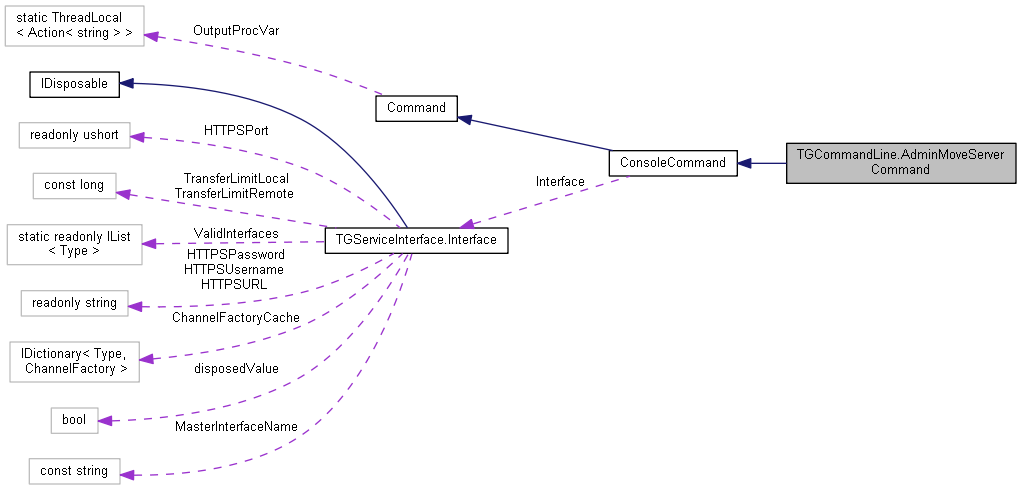 static ThreadLocal
< Action< string > >
OutputProcVar
IDisposable
Command
readonly ushort
HTTPSPort
ConsoleCommand
TGCommandLine.AdminMoveServer
Command
const long
TransferLimitLocal
TransferLimitRemote
Interface
static readonly IList
< Type >
ValidInterfaces
TGServiceInterface.Interface
HTTPSPassword
HTTPSUsername
HTTPSURL
readonly string
ChannelFactoryCache
IDictionary< Type,
ChannelFactory >
disposedValue
bool
MasterInterfaceName
const string